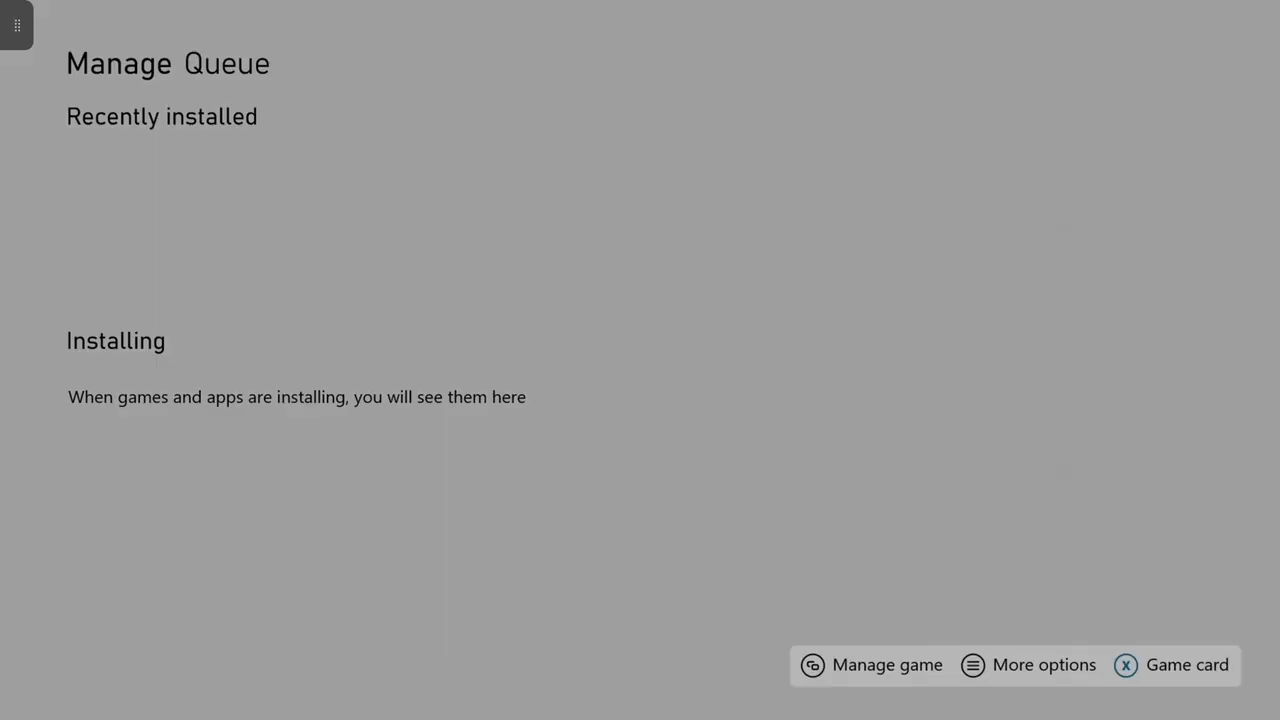 Manage Queue
Recently installed
Installing
When games and apps are installing, you will see them here
Manage game More options X Game card